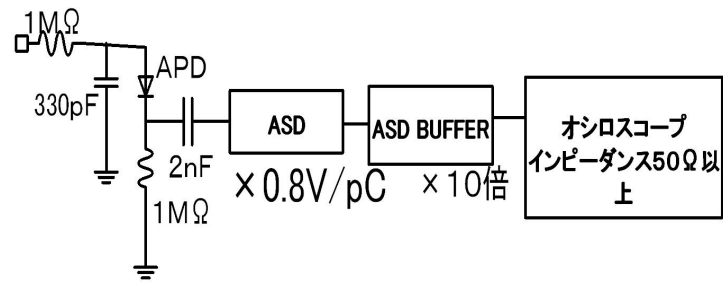 1MΩ
APD
330pF
2nF
1MΩ
ASD
×0.8V/pC
ASD BUFFER
×10倍
オシロスコープ
インピーダンス50Ω以
上